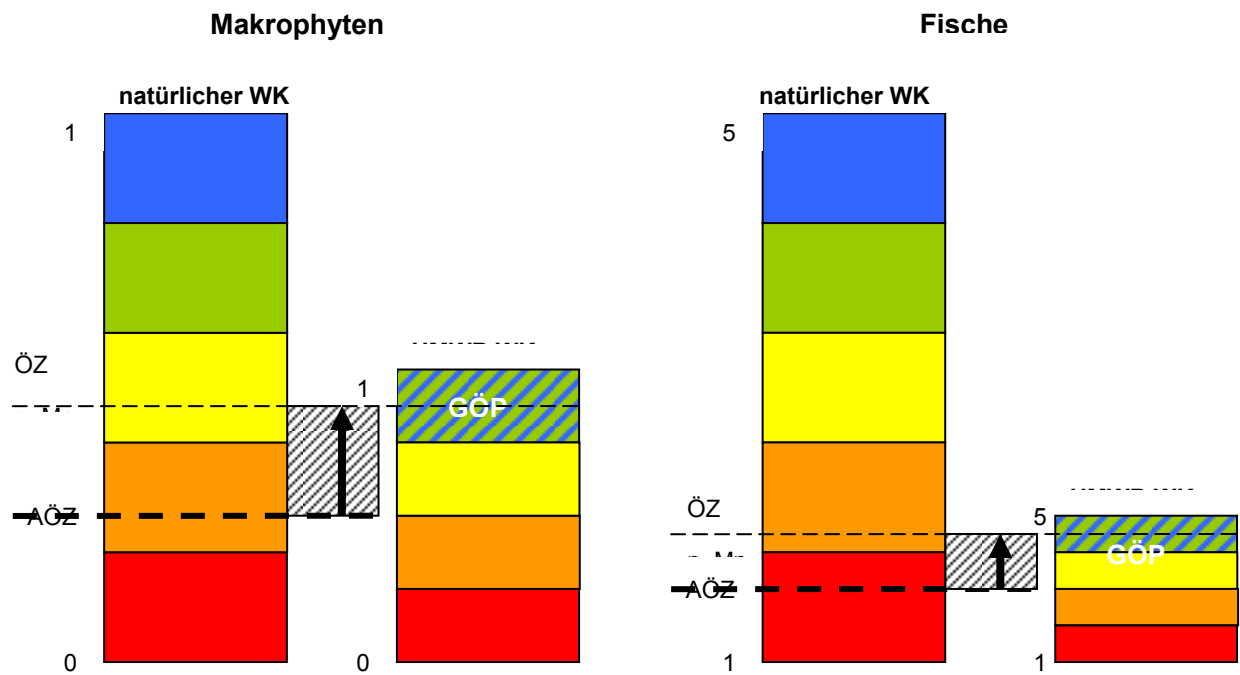 Makrophyten
Fische
natürlicher WK
natürlicher WK
1
5
ÖZ
1
GÖP
AÖZ
0
0
ÖZ
5
GÖP
AÖZ
1
1